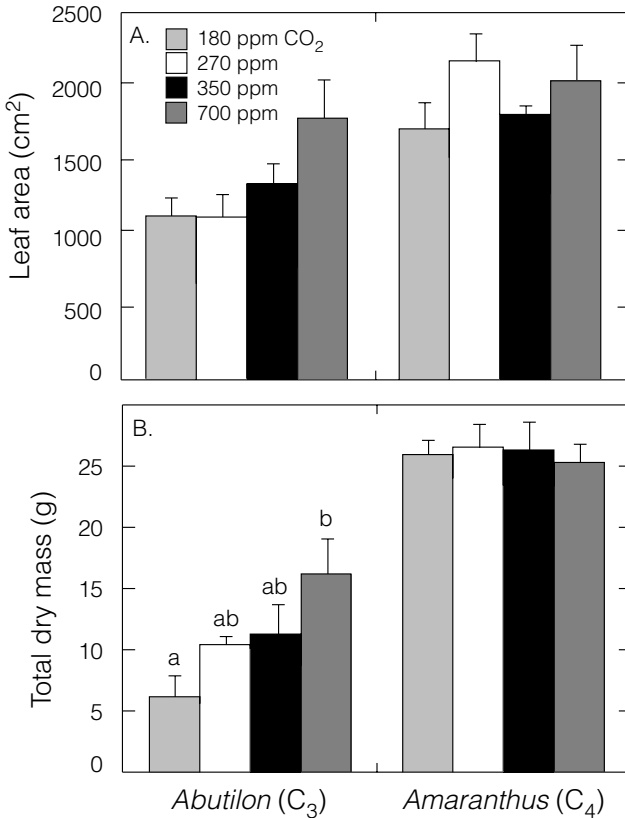 A.
180 ppm CO₂
270 ppm
350 ppm
700 ppm
Leaf area (cm²)
2500
2000
1500
1000
500
0
B.
Total dry mass (g)
25
20
15
10
5
0
a
ab
ab
b
Abutilon (C₃)
Amaranthus (C₄)